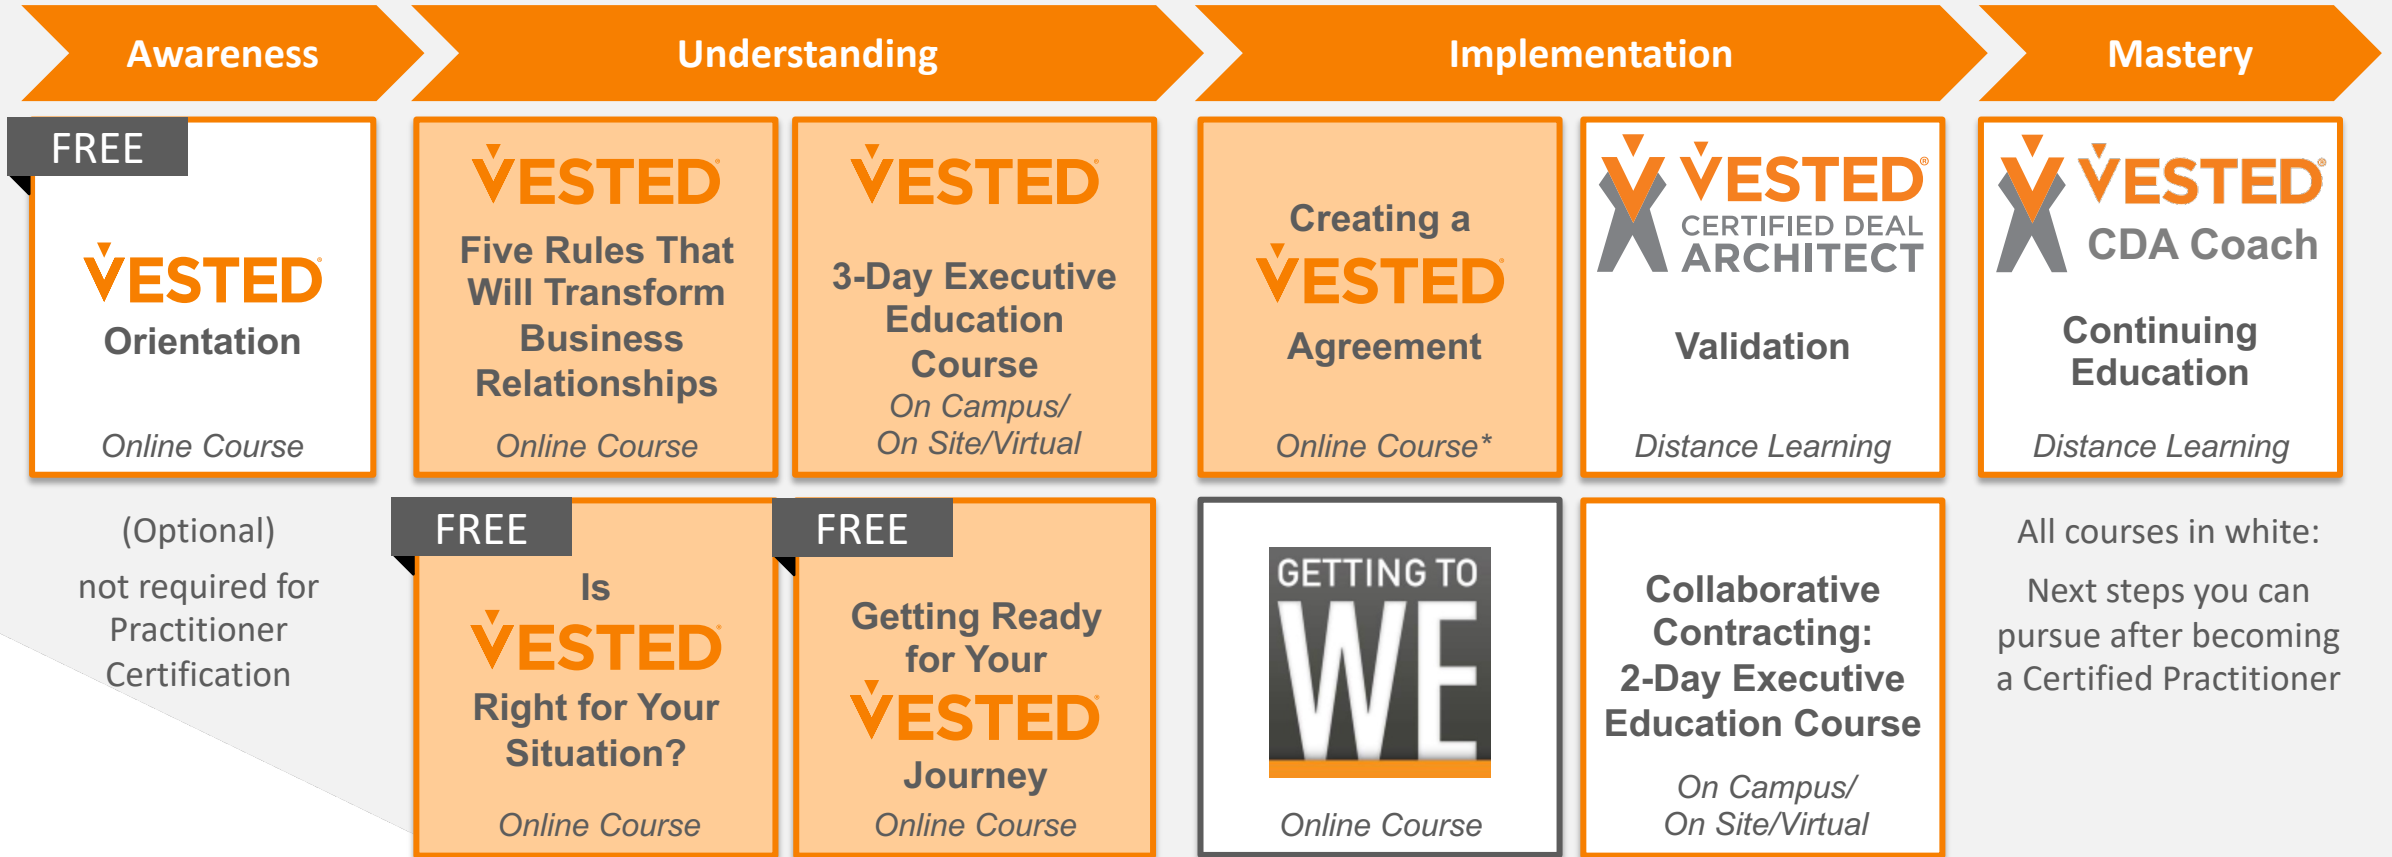 Awareness
Understanding
Implementation
Mastery
FREE
VESTED
Orientation
Online Course
(Optional)
not required for
Practitioner
Certification
VESTED®
Five Rules That
Will Transform
Business
Relationships
Online Course
VESTED®
3-Day Executive
Education
Course
On Campus/
On Site/Virtual
FREE
Is
VESTED®
Right for Your
Situation?
Online Course
FREE
Getting Ready
for Your
VESTED®
Journey
Online Course
Creating a
VESTED®
Agreement
Online Course*
VESTED®
CERTIFIED DEAL
ARCHITECT
Validation
Distance Learning
GETTING TO
WE
Online Course
Collaborative
Contracting:
2-Day Executive
Education Course
On Campus/
On Site/Virtual
VESTED®
CDA Coach
Continuing
Education
Distance Learning
All courses in white:
Next steps you can
pursue after becoming
a Certified Practitioner